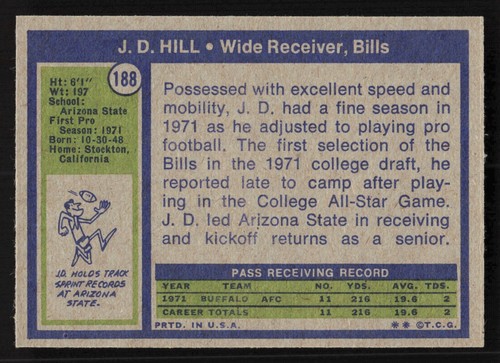 J. D. HILL • Wide Receiver, Bills
188
Ht: 6'1"
Wt: 197
School:
Arizona State
First Pro
Season: 1971
Born: 10-30-48
Home: Stockton,
California
J.D. HOLDS TRACK
SPRINT RECORDS
AT ARIZONA
STATE.
Possessed with excellent speed and
mobility, J. D. had a fine season in
1971 as he adjusted to playing pro
football. The first selection of the
Bills in the 1971 college draft, he
reported late to camp after play-
ing in the College All-Star Game.
J. D. led Arizona State in receiving
and kickoff returns as a senior.
PASS RECEIVING RECORD
YEAR TEAM NO. YDS. AVG. TDS.
1971 BUFFALO AFC 11 216 19.6 2
CAREER TOTALS 11 216 19.6 2
PRTD. IN U.S.A. ** ©T.C.G.